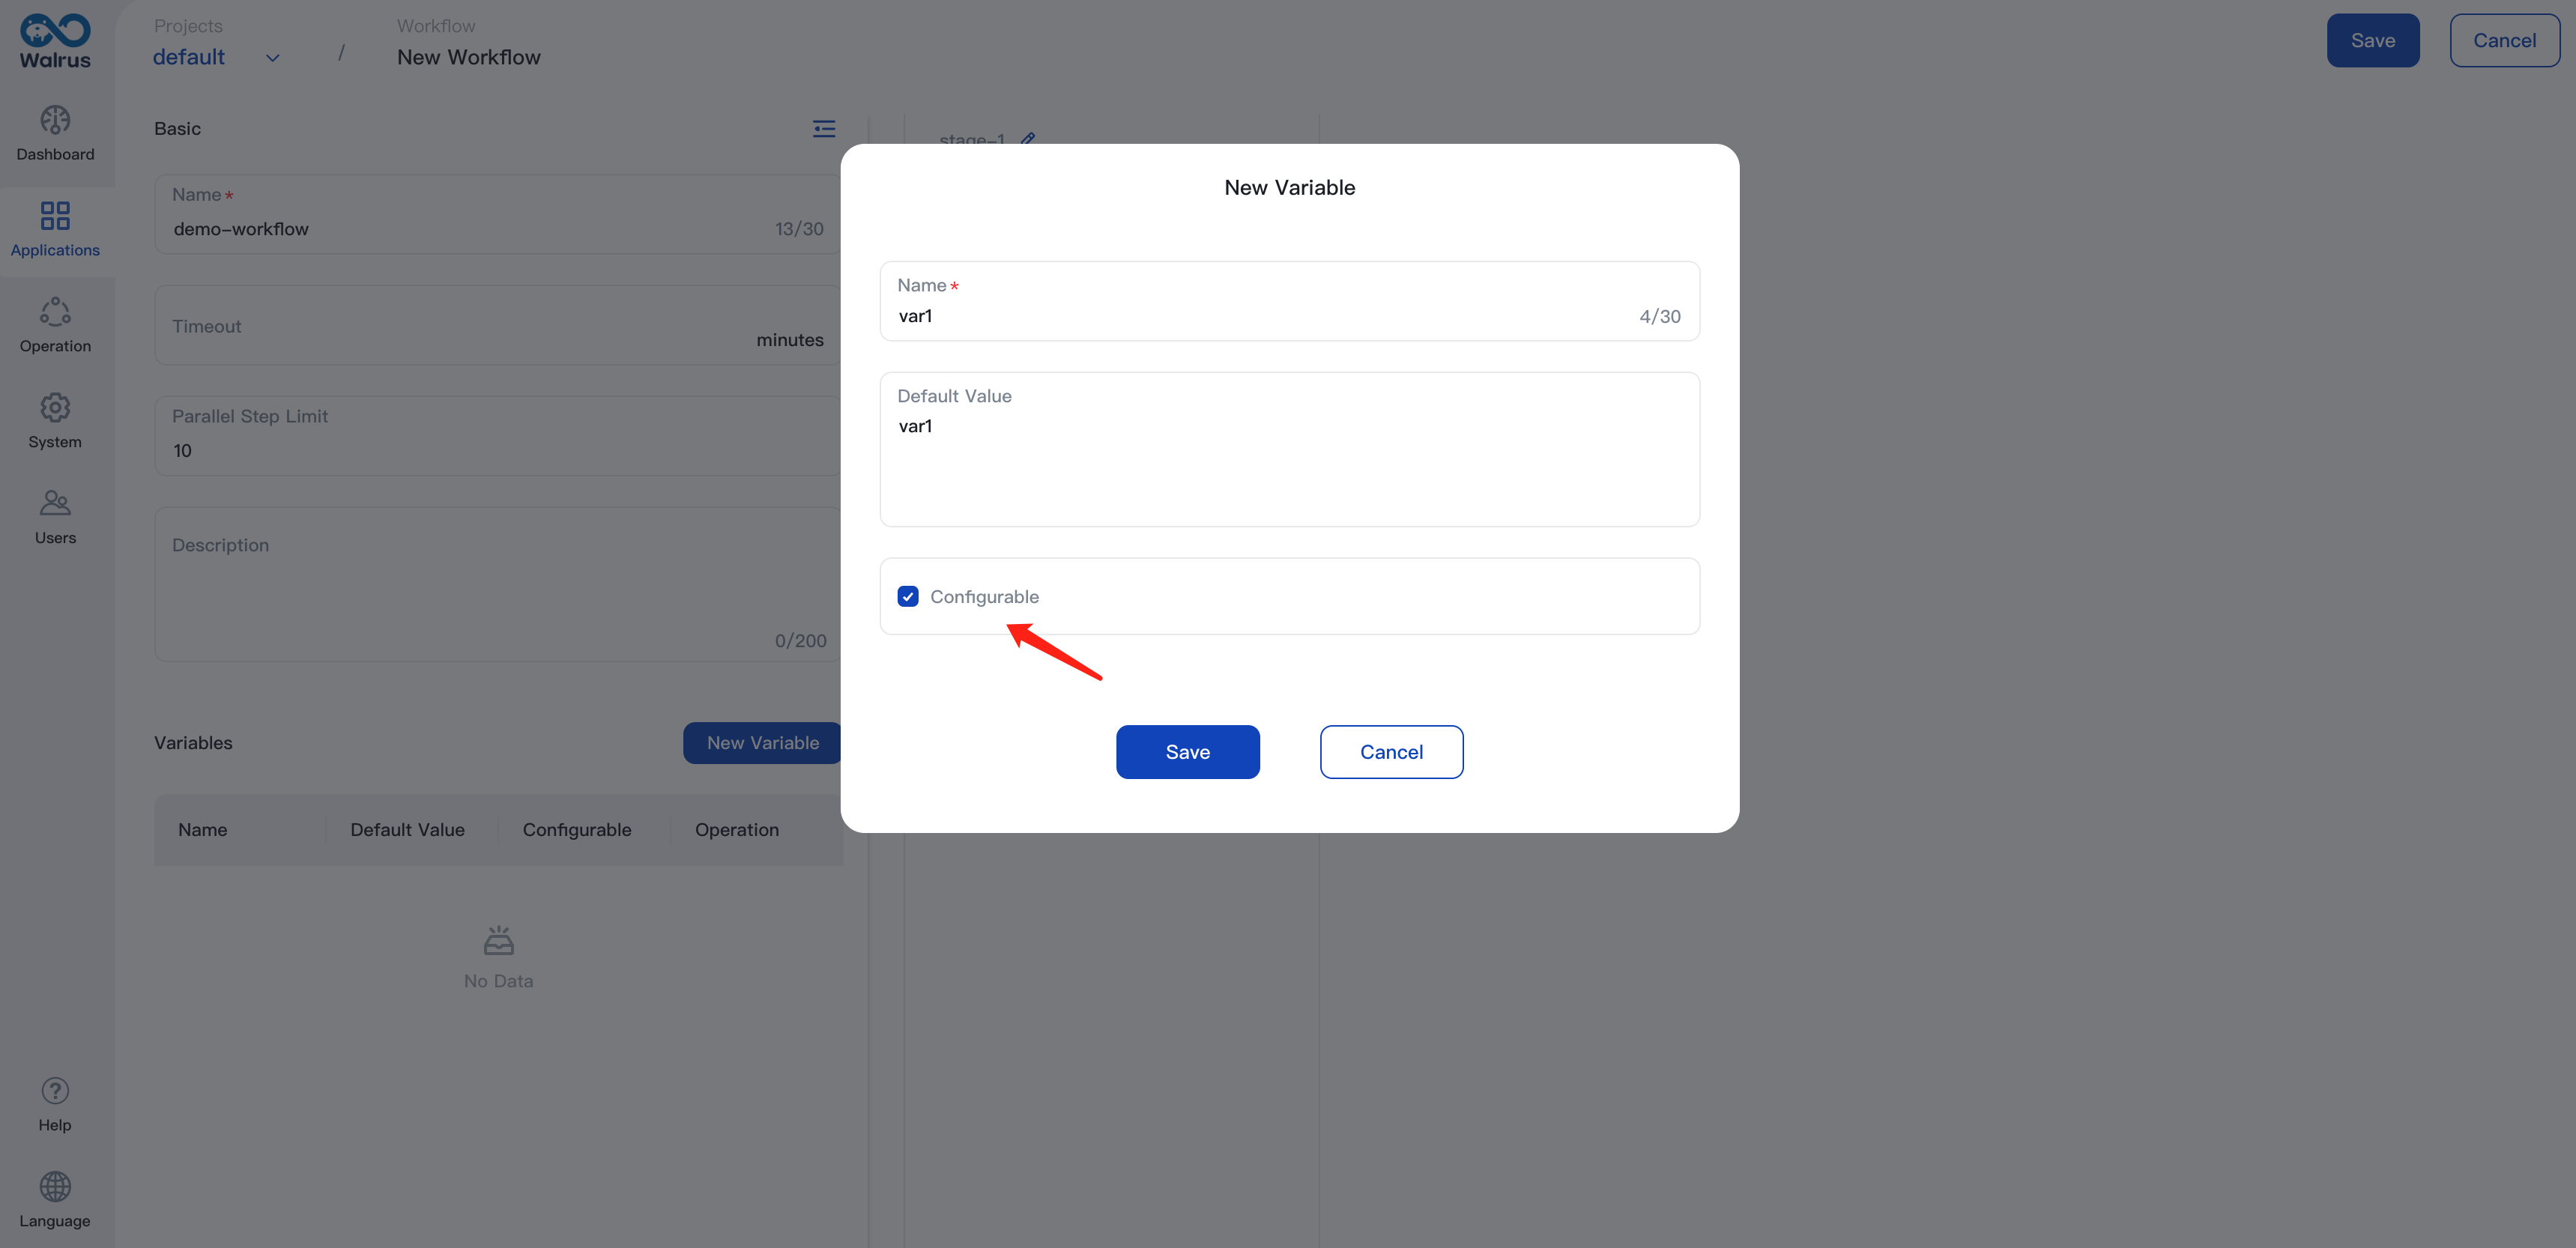 Walrus
Dashboard
Applications
Operation
System
Users
Help
Language
Projects
default
/
Workflow
New Workflow
Save
Cancel
Basic
Name *
demo-workflow
13/30
Timeout
minutes
Parallel Step Limit
10
Description
0/200
Variables
New Variable
Name
Default Value
Configurable
Operation
No Data
stage-1
New Variable
Name *
var1
4/30
Default Value
var1
Configurable
Save
Cancel